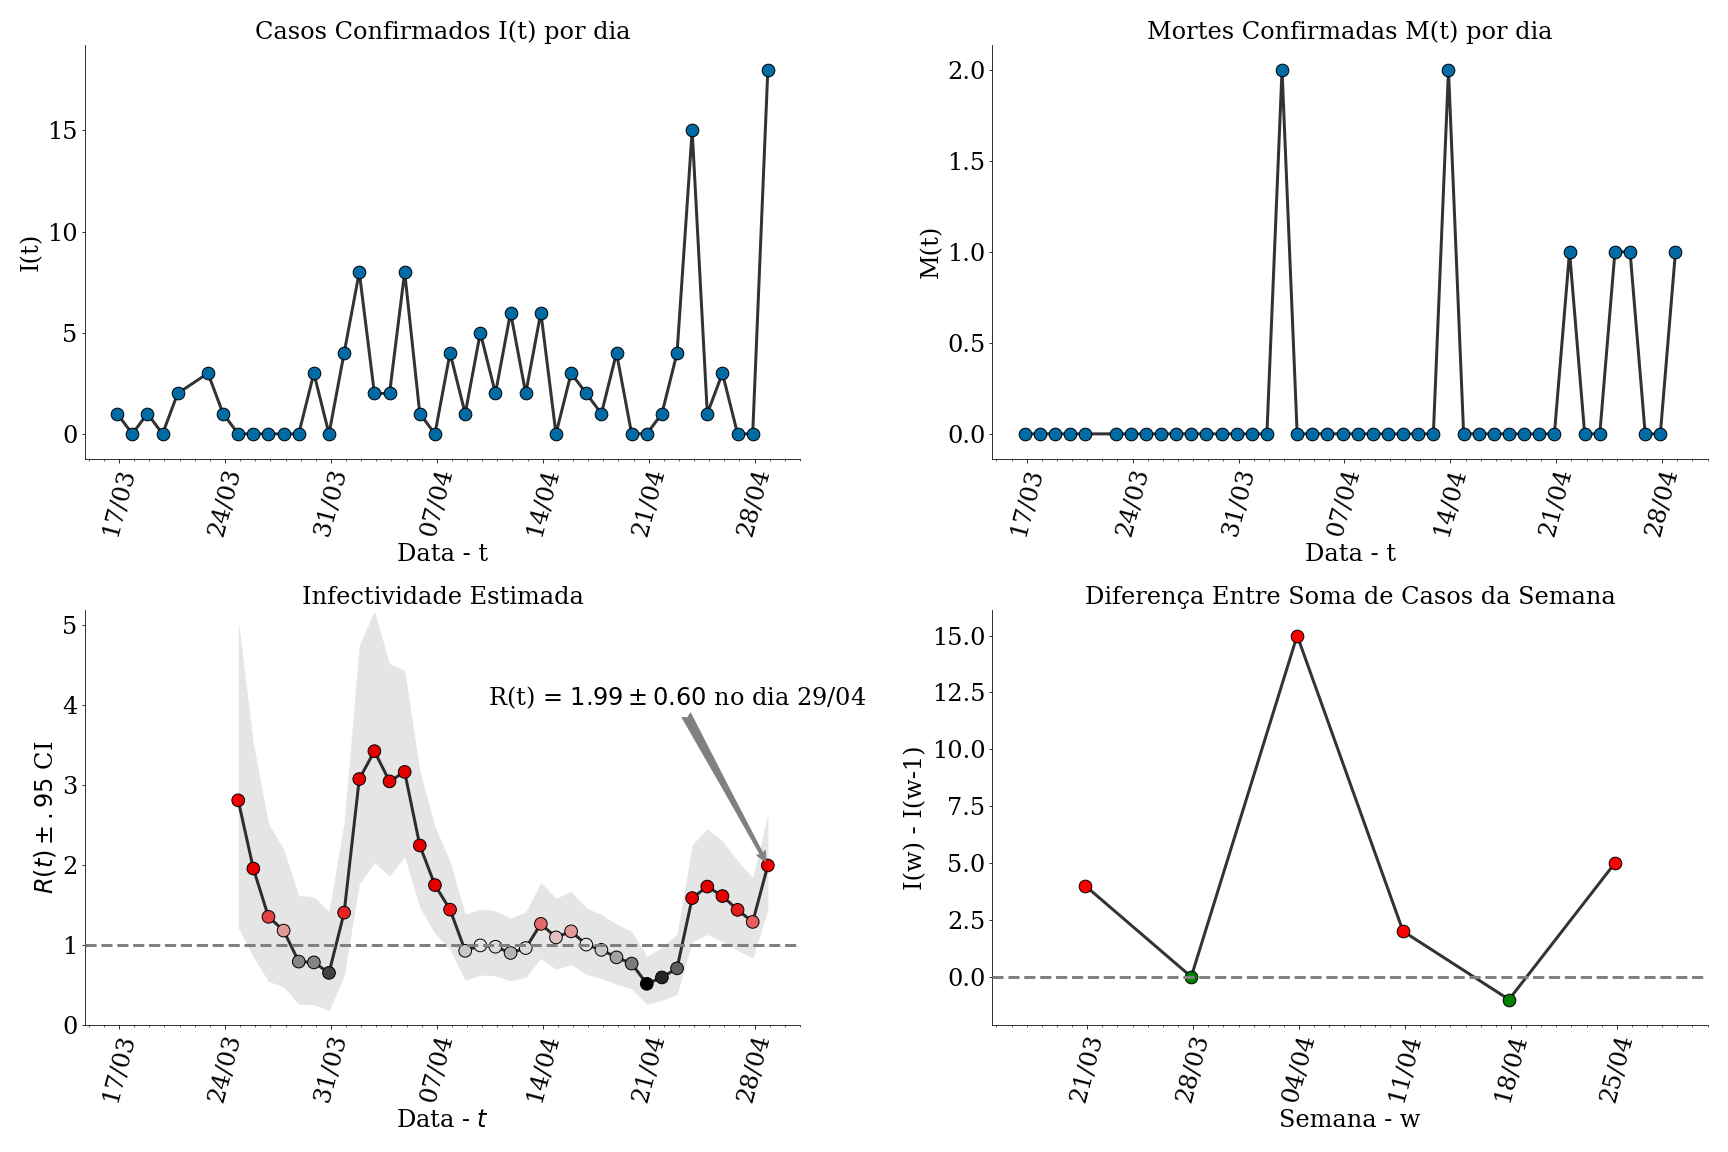 Casos Confirmados I(t) por dia
I(t)
15
10
5
0
17/03 24/03 31/03 07/04 14/04 21/04 28/04
Data - t
Mortes Confirmadas M(t) por dia
M(t)
2.0
1.5
1.0
0.5
0.0
17/03 24/03 31/03 07/04 14/04 21/04 28/04
Data - t
Infectividade Estimada
R(t) ± .95 CI
5
4
3
2
1
0
R(t) = 1.99 ± 0.60 no dia 29/04
17/03 24/03 31/03 07/04 14/04 21/04 28/04
Data - t
Diferença Entre Soma de Casos da Semana
I(w) - I(w-1)
15.0
12.5
10.0
7.5
5.0
2.5
0.0
21/03 28/03 04/04 11/04 18/04 25/04
Semana - w